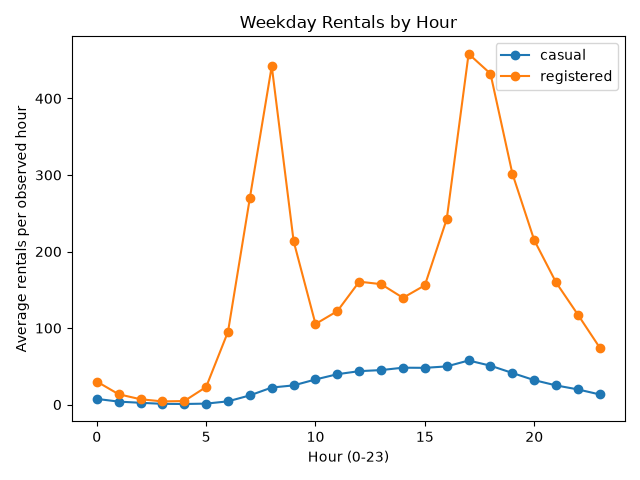 Weekday Rentals by Hour
casual
registered
Average rentals per observed hour
400
300
200
100
0
0 5 10 15 20
Hour (0-23)